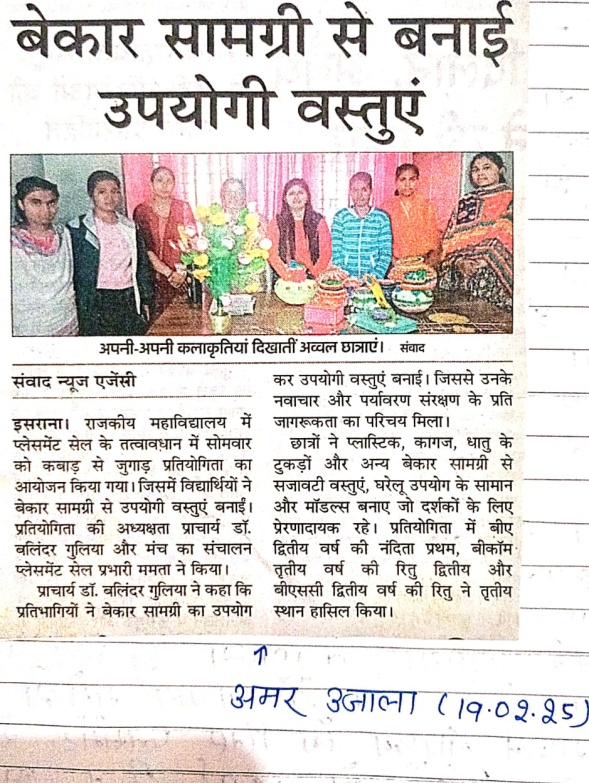 बेकार सामग्री से बनाई
उपयोगी वस्तुएं
अपनी-अपनी कलाकृतियां दिखातीं अव्वल छात्राएं। संवाद
संवाद न्यूज एजेंसी
इसराना। राजकीय महाविद्यालय में
प्लेसमेंट सेल के तत्वावधान में सोमवार
को कबाड़ से जुगाड़ प्रतियोगिता का
आयोजन किया गया। जिसमें विद्यार्थियों ने
बेकार सामग्री से उपयोगी वस्तुएं बनाईं।
प्रतियोगिता की अध्यक्षता प्राचार्य डॉ.
बलिंदर गुलिया और मंच का संचालन
प्लेसमेंट सेल प्रभारी ममता ने किया।
प्राचार्य डॉ. बलिंदर गुलिया ने कहा कि
प्रतिभागियों ने बेकार सामग्री का उपयोग
कर उपयोगी वस्तुएं बनाई। जिससे उनके
नवाचार और पर्यावरण संरक्षण के प्रति
जागरूकता का परिचय मिला।
छात्रों ने प्लास्टिक, कागज, धातु के
टुकड़ों और अन्य बेकार सामग्री से
सजावटी वस्तुएं, घरेलू उपयोग के सामान
और मॉडल्स बनाए जो दर्शकों के लिए
प्रेरणादायक रहे। प्रतियोगिता में बीए
द्वितीय वर्ष की नंदिता प्रथम, बीकॉम
तृतीय वर्ष की रितु द्वितीय और
बीएससी द्वितीय वर्ष की रितु ने तृतीय
स्थान हासिल किया।
अमर उजाला (19.02.25)